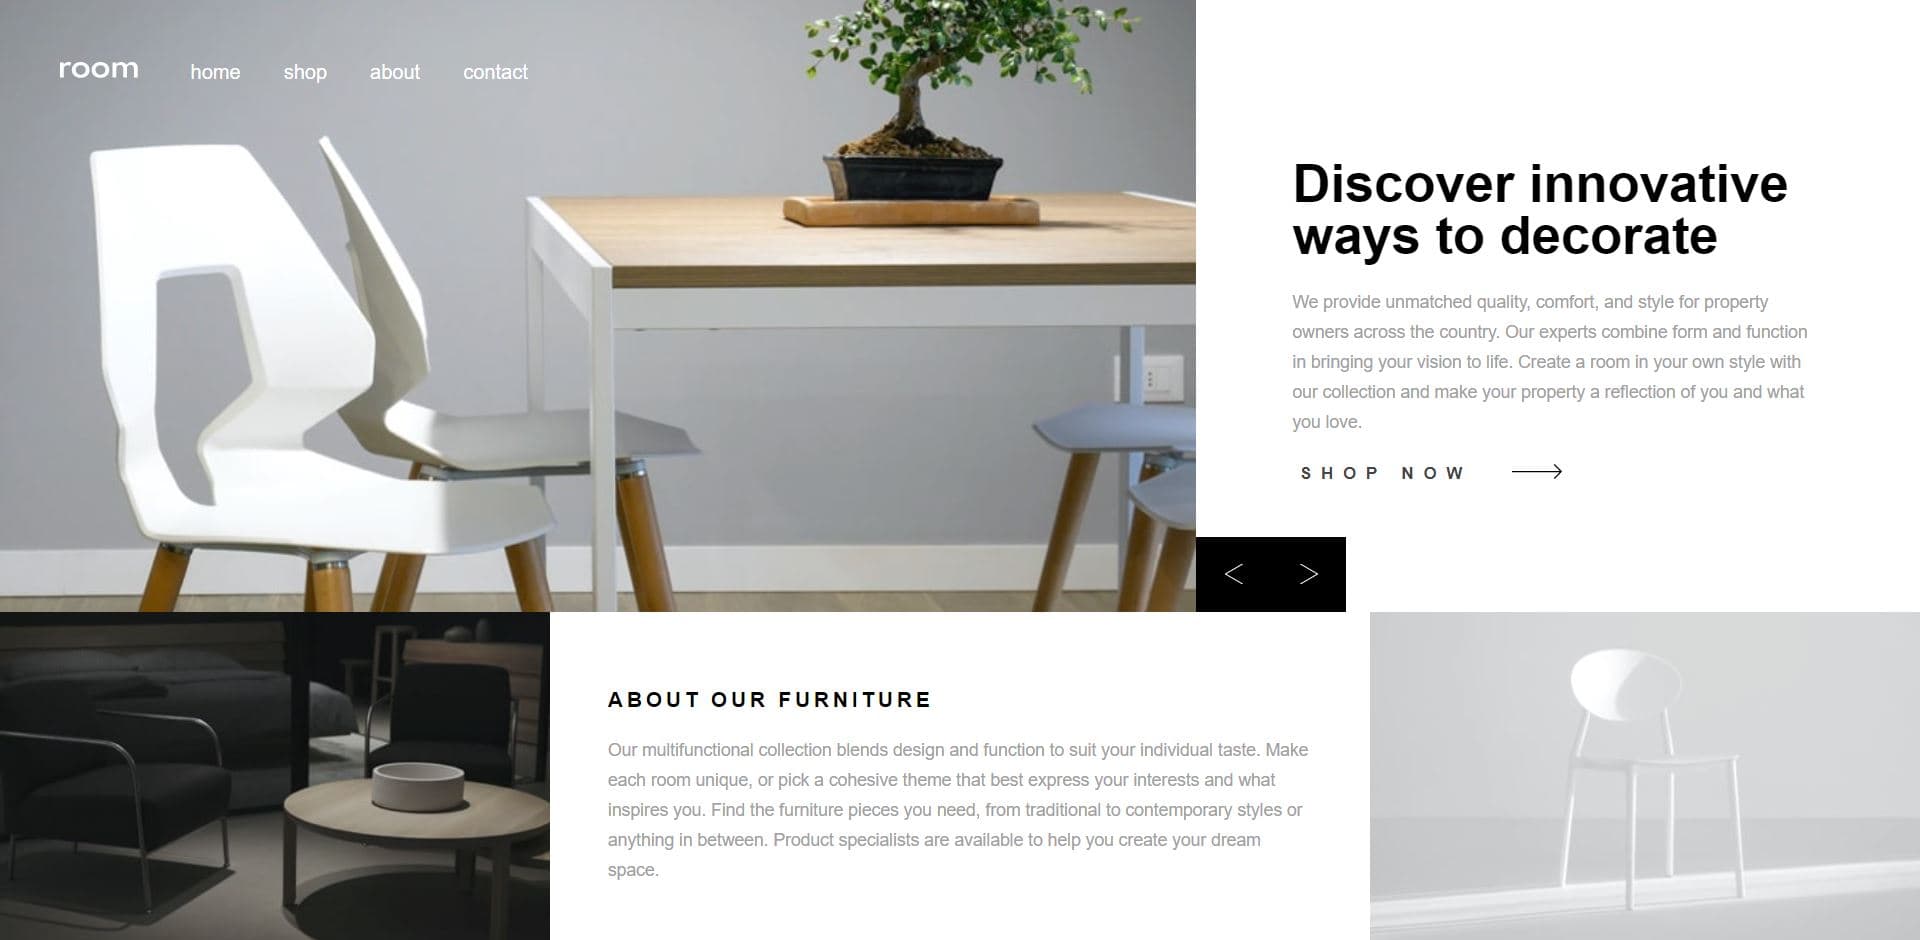 room
home shop about contact
Discover innovative
ways to decorate
We provide unmatched quality, comfort, and style for property
owners across the country. Our experts combine form and function
in bringing your vision to life. Create a room in your own style with
our collection and make your property a reflection of you and what
you love.
SHOP NOW
ABOUT OUR FURNITURE
Our multifunctional collection blends design and function to suit your individual taste. Make
each room unique, or pick a cohesive theme that best express your interests and what
inspires you. Find the furniture pieces you need, from traditional to contemporary styles or
anything in between. Product specialists are available to help you create your dream
space.